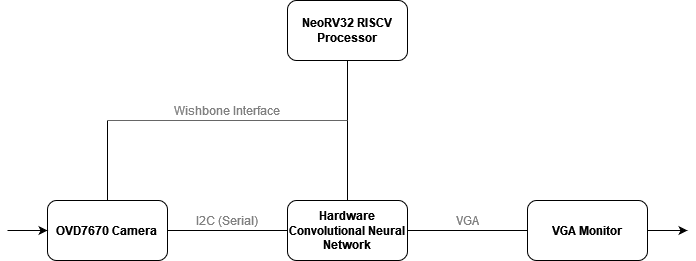 NeoRV32 RISCV
Processor
Wishbone Interface
OVD7670 Camera
I2C (Serial)
Hardware
Convolutional Neural
Network
VGA
VGA Monitor